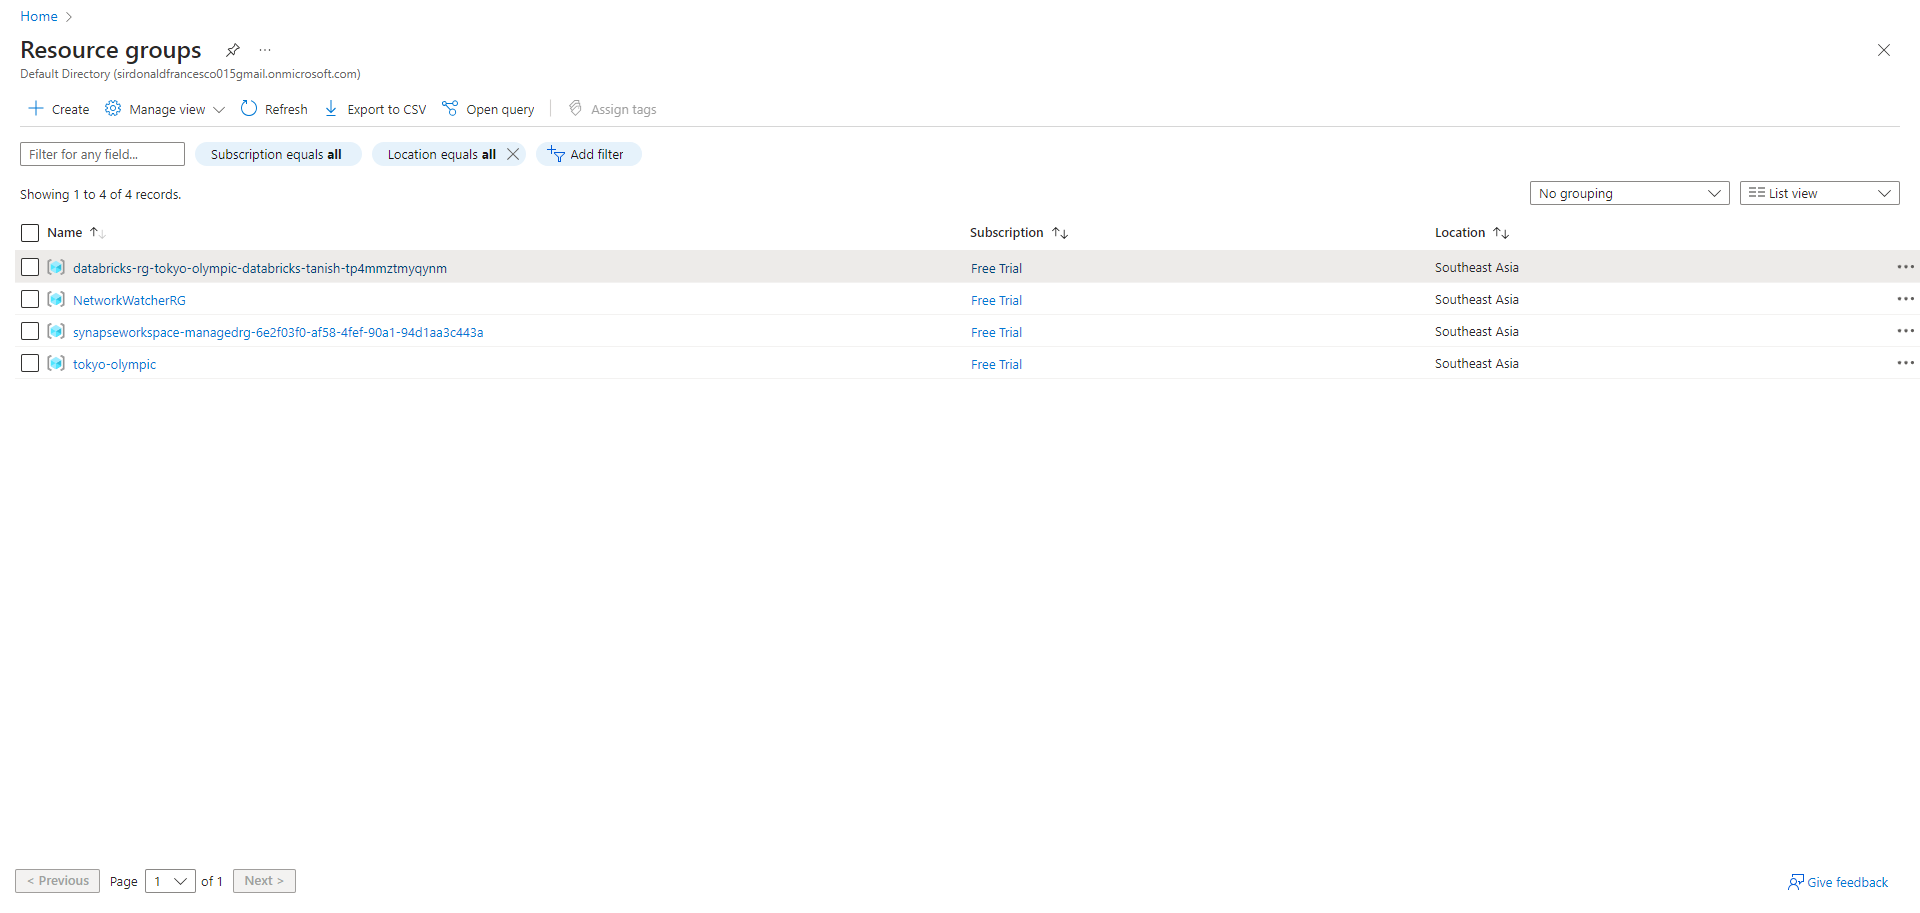 Home
Resource groups
Default Directory (sirdonaldfrancesco015gmail.onmicrosoft.com)
Create Manage view Refresh Export to CSV Open query Assign tags
Filter for any field... Subscription equals all Location equals all Add filter
Showing 1 to 4 of 4 records. No grouping List view
Name Subscription Location
databricks-rg-tokyo-olympic-databricks-tanish-tp4mmztmyqynm Free Trial Southeast Asia
NetworkWatcherRG Free Trial Southeast Asia
synapseworkspace-managedrg-6e2f03f0-af58-4fef-90a1-94d1aa3c443a Free Trial Southeast Asia
tokyo-olympic Free Trial Southeast Asia
< Previous Page 1 of 1 Next > Give feedback